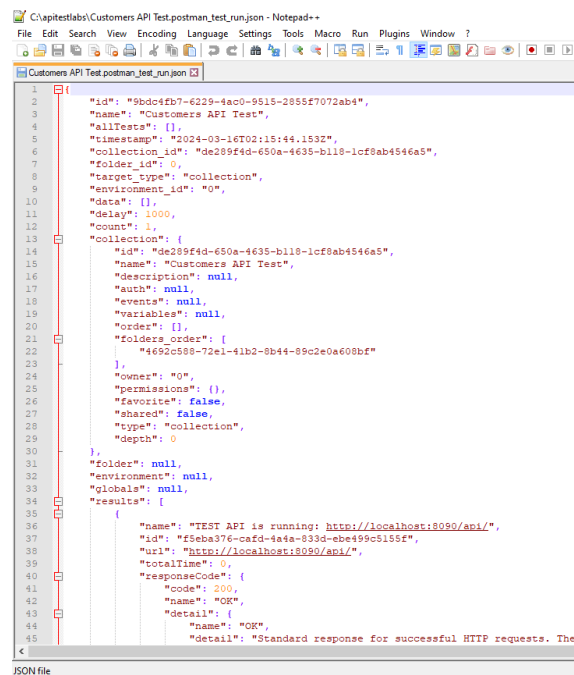 C:\apitestlabs\Customers API Test.postman_test_run.json - Notepad++
File Edit Search View Encoding Language Settings Tools Macro Run Plugins Window ?
Customers API Test.postman_test_run.json
1 {
2 "id": "9bdc4fb7-6229-4ac0-9515-2855f7072ab4",
3 "name": "Customers API Test",
4 "allTests": [],
5 "timestamp": "2024-03-16T02:15:44.153Z",
6 "collection_id": "de289f4d-650a-4635-b118-1cf8ab4546a5",
7 "folder_id": 0,
8 "target_type": "collection",
9 "environment_id": "0",
10 "data": [],
11 "delay": 1000,
12 "count": 1,
13 "collection": {
14 "id": "de289f4d-650a-4635-b118-1cf8ab4546a5",
15 "name": "Customers API Test",
16 "description": null,
17 "auth": null,
18 "events": null,
19 "variables": null,
20 "order": [],
21 "folders_order": [
22 "4692c588-72e1-41b2-8b44-89c2e0a608bf"
23 ],
24 "owner": "0",
25 "permissions": {},
26 "favorite": false,
27 "shared": false,
28 "type": "collection",
29 "depth": 0
30 },
31 "folder": null,
32 "environment": null,
33 "globals": null,
34 "results": [
35 {
36 "name": "TEST API is running: http://localhost:8090/api/",
37 "id": "f5eba376-cafd-4a4a-833d-ebe499c5155f",
38 "url": "http://localhost:8090/api/",
39 "totalTime": 0,
40 "responseCode": {
41 "code": 200,
42 "name": "OK",
43 "detail": {
44 "name": "OK",
45 "detail": "Standard response for successful HTTP requests. The
JSON file